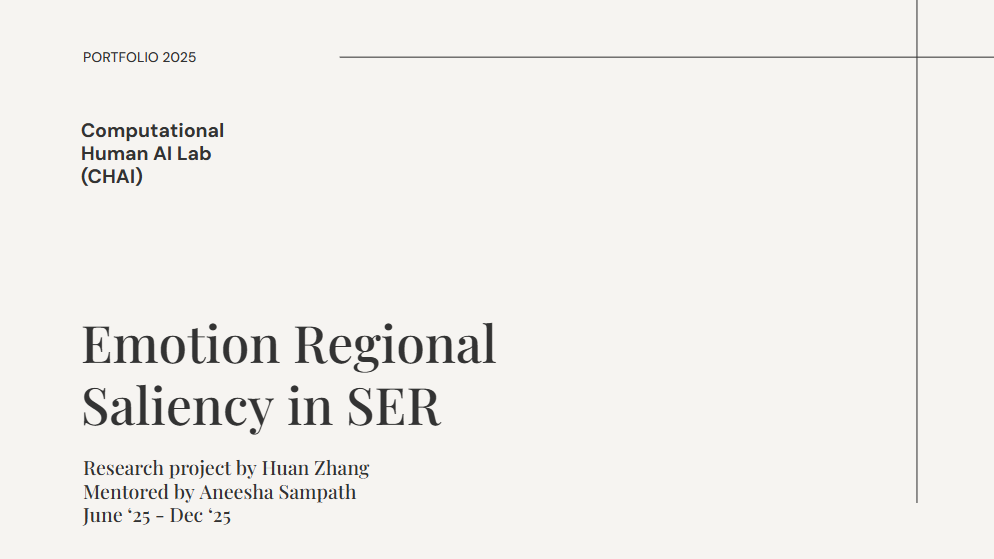 PORTFOLIO 2025
Computational
Human AI Lab
(CHAI)
Emotion Regional
Saliency in SER
Research project by Huan Zhang
Mentored by Aneesha Sampath
June ‘25 - Dec ‘25